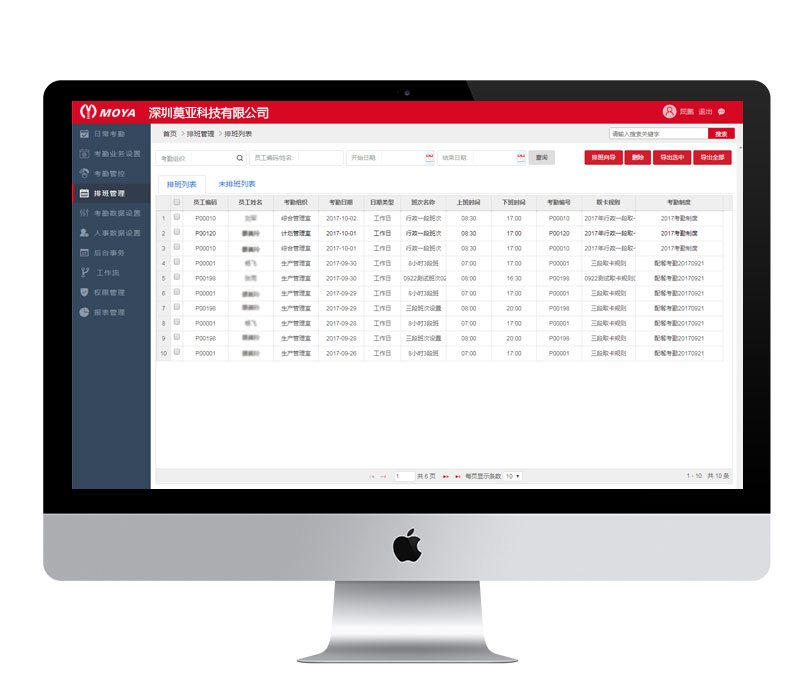 MOYA 深圳莫亚科技有限公司 退出
日常考勤
考勤业务设置
考勤管控
排班管理
考勤数据设置
人事数据设置
后台事务
工作流
权限管理
报表管理
首页 > 排班管理 > 排班列表 请输入搜索关键字 搜索
考勤组织 员工编码/姓名 开始日期 结束日期 查询 排班向导 删除 导出选中 导出全部
排班列表 未排班列表
员工编码 员工姓名 考勤组织 考勤日期 日期类型 班次名称 上班时间 下班时间 考勤编号 取卡规则 考勤制度
1 P00010 综合管理室 2017-10-02 工作日 行政一段班次 08:30 17:00 P00010 2017年行政一段取 2017考勤制度
2 P00120 计划管理室 2017-10-01 工作日 行政一段班次 08:30 17:00 P00120 2017年行政一段取 2017考勤制度
3 P00010 综合管理室 2017-10-01 工作日 行政一段班次 08:30 17:00 P00010 2017年行政一段取 2017考勤制度
4 P00001 生产管理室 2017-09-30 工作日 8小时3段班 07:00 17:00 P00001 三段取卡规则 配餐考勤20170921
5 P00198 生产管理室 2017-09-30 工作日 0922测试班次02 08:00 16:30 P00198 0922测试取卡规则 配餐考勤20170921
6 P00001 生产管理室 2017-09-29 工作日 8小时3段班 07:00 17:00 P00001 三段取卡规则 配餐考勤20170921
7 P00198 生产管理室 2017-09-29 工作日 三段班次设置 08:00 20:00 P00198 三段取卡规则 配餐考勤20170921
8 P00001 生产管理室 2017-09-28 工作日 8小时3段班 07:00 17:00 P00001 三段取卡规则 配餐考勤20170921
9 P00198 生产管理室 2017-09-28 工作日 三段班次设置 08:00 20:00 P00198 三段取卡规则 配餐考勤20170921
10 P00001 生产管理室 2017-09-26 工作日 8小时3段班 07:00 17:00 P00001 三段取卡规则 配餐考勤20170921
1 共 6 页 每页显示条数 10 1 - 10 共 10 条